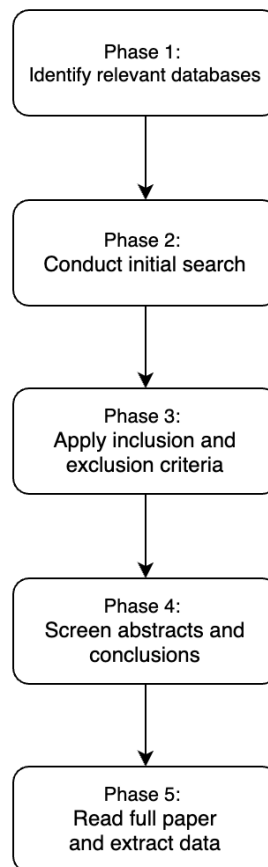 Phase 1:
Identify relevant databases
Phase 2:
Conduct initial search
Phase 3:
Apply inclusion and
exclusion criteria
Phase 4:
Screen abstracts and
conclusions
Phase 5:
Read full paper
and extract data